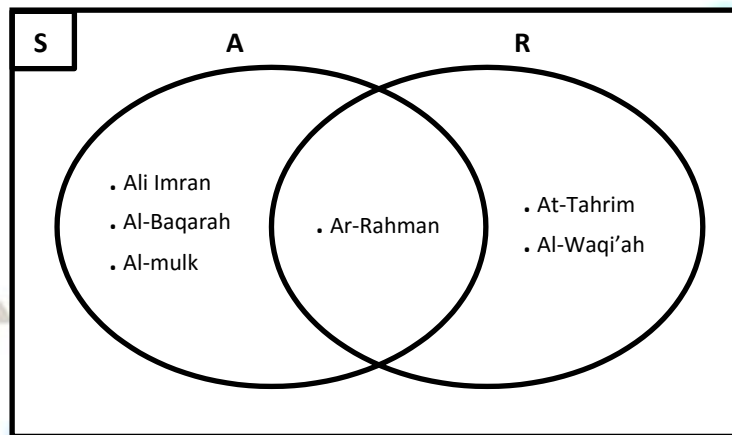 S
A
R
. Ali Imran
. Al-Baqarah
. Al-mulk
. Ar-Rahman
. At-Tahrim
. Al-Waqi’ah